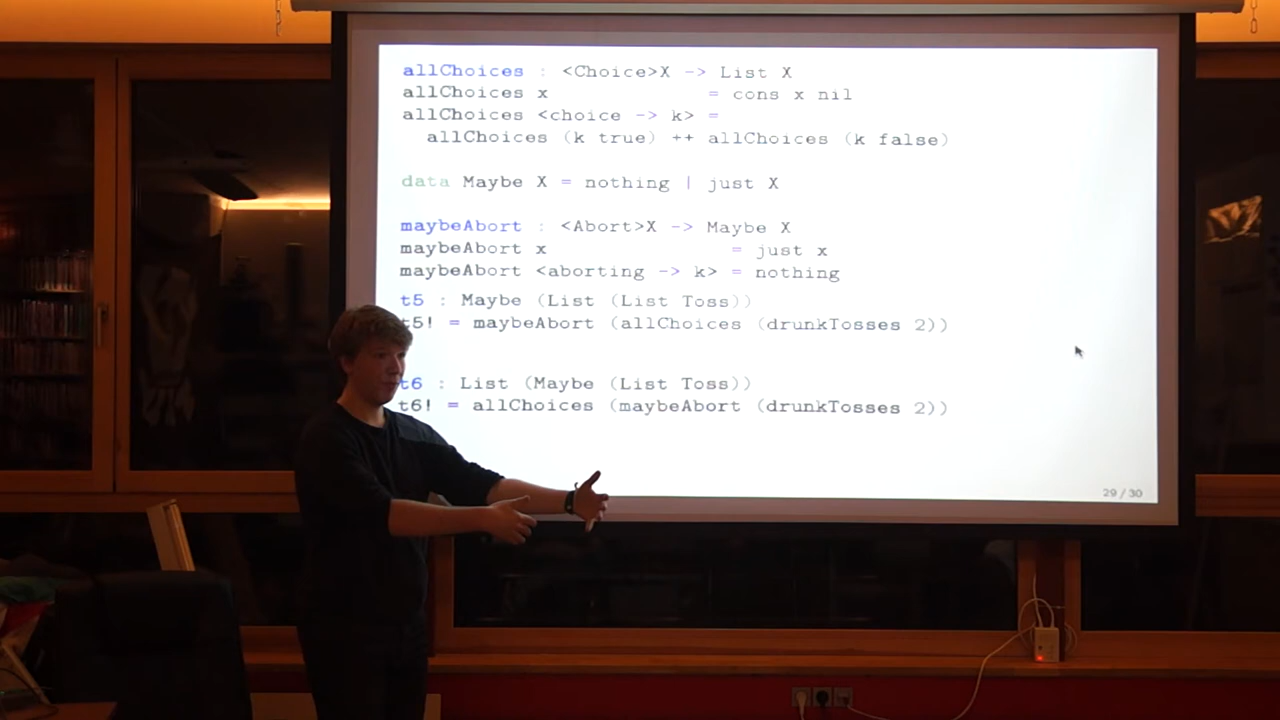 allChoices : <Choice>X -> List X
allChoices x = cons x nil
allChoices <choice -> k> =
allChoices (k true) ++ allChoices (k false)
data Maybe X = nothing | just X
maybeAbort : <Abort>X -> Maybe X
maybeAbort x = just x
maybeAbort <aborting -> k> = nothing
t5 : Maybe (List (List Toss))
t5! = maybeAbort (allChoices (drunkTosses 2))
t6 : List (Maybe (List Toss))
t6! = allChoices (maybeAbort (drunkTosses 2))
29 / 30